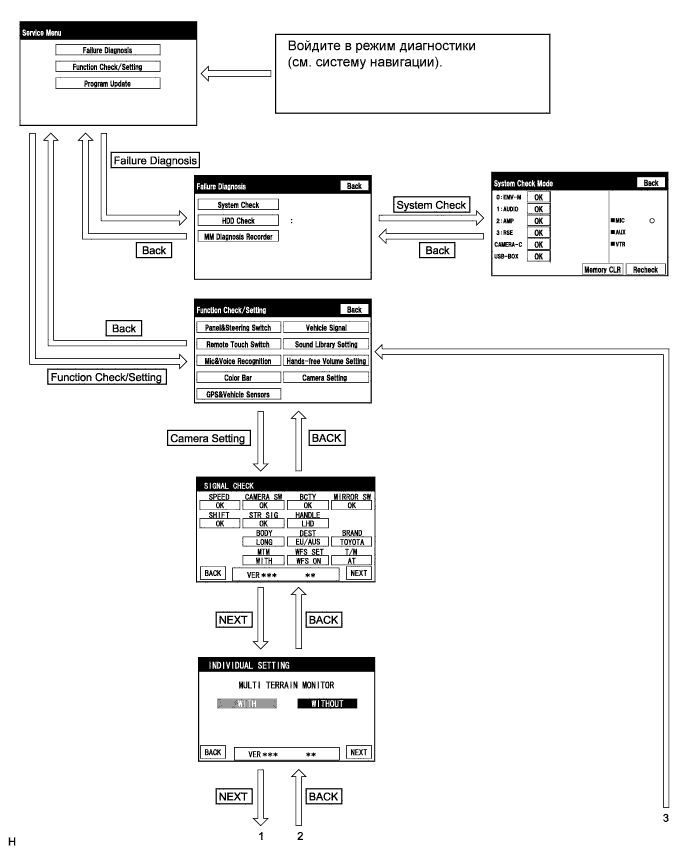 Service Menu
Failure Diagnosis
Function Check/Setting
Program Update
Войдите в режим диагностики
(см. систему навигации).
Failure Diagnosis
Failure Diagnosis Back
System Check
HDD Check :
MM Diagnosis Recorder
Back
System Check
Back
System Check Mode Back
0:EMV-M OK
1:AUDIO OK
2:AMP OK ■MIC ○
3:RSE OK ■AUX
CAMERA-C OK ■VTR
USB-BOX OK
Memory CLR Recheck
Back
Function Check/Setting
Function Check/Setting Back
Panel&Steering Switch Vehicle Signal
Remote Touch Switch Sound Library Setting
Mic&Voice Recognition Hands-free Volume Setting
Color Bar Camera Setting
GPS&Vehicle Sensors
Camera Setting BACK
SIGNAL CHECK
SPEED CAMERA SW BCTY MIRROR SW
OK OK OK OK
SHIFT STR SIG HANDLE
OK OK LHD
BODY DEST BRAND
LONG EU/AUS TOYOTA
MTM WFS SET T/M
WITH WFS ON AT
BACK VER*** ** NEXT
NEXT BACK
INDIVIDUAL SETTING
MULTI TERRAIN MONITOR
WITH WITHOUT
BACK VER*** ** NEXT
NEXT BACK
1 2 3
H